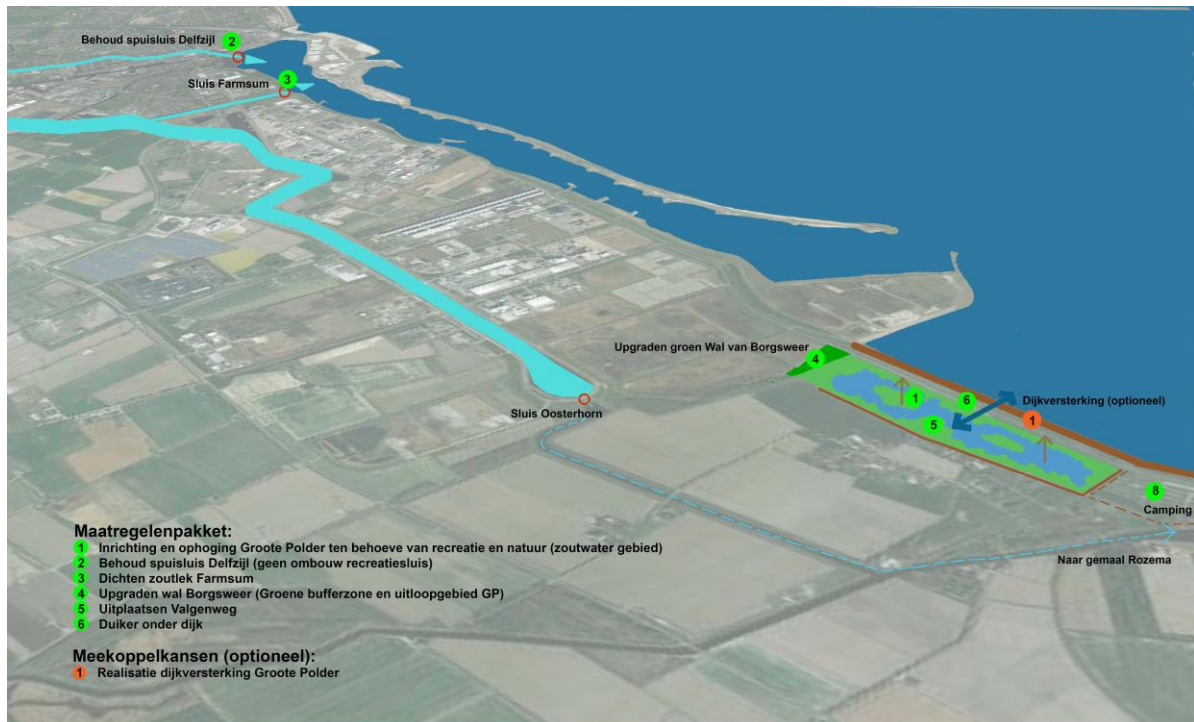 Behoud spuisluis Delfzijl 2
Sluis Farmsum 3
Upgraden groen Wal van Borgsweer
4
1
6
Dijkversterking (optioneel)
1
5
Sluis Oosterhorn
8
Camping
Naar gemaal Rozema
Maatregelenpakket:
1 Inrichting en ophoging Groote Polder ten behoeve van recreatie en natuur (zoutwater gebied)
2 Behoud spuisluis Delfzijl (geen ombouw recreatiesluis)
3 Dichten zoutlek Farmsum
4 Upgraden wal Borgsweer (Groene bufferzone en uitloopgebied GP)
5 Uitplaatsen Valgenweg
6 Duiker onder dijk
Meekoppelkansen (optioneel):
1 Realisatie dijkversterking Groote Polder